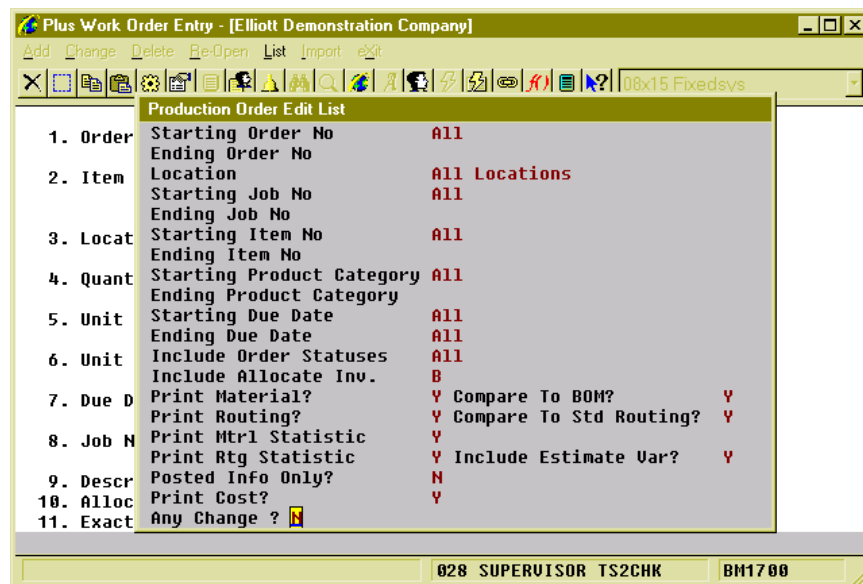 Plus Work Order Entry - [Elliott Demonstration Company]
Add Change Delete Re-Open List Import eXit
08x15 Fixedsys
Production Order Edit List
1. Order
2. Item
3. Locat
4. Quant
5. Unit
6. Unit
7. Due D
8. Job N
9. Descr
10. Alloc
11. Exact
Starting Order No All
Ending Order No
Location All Locations
Starting Job No All
Ending Job No
Starting Item No All
Ending Item No
Starting Product Category All
Ending Product Category
Starting Due Date All
Ending Due Date All
Include Order Statuses All
Include Allocate Inv. B
Print Material? Y Compare To BOM? Y
Print Routing? Y Compare To Std Routing? Y
Print Mtrl Statistic Y
Print Rtg Statistic Y Include Estimate Var? Y
Posted Info Only? N
Print Cost? Y
Any Change ? N
028 SUPERVISOR TS2CHK BM1700